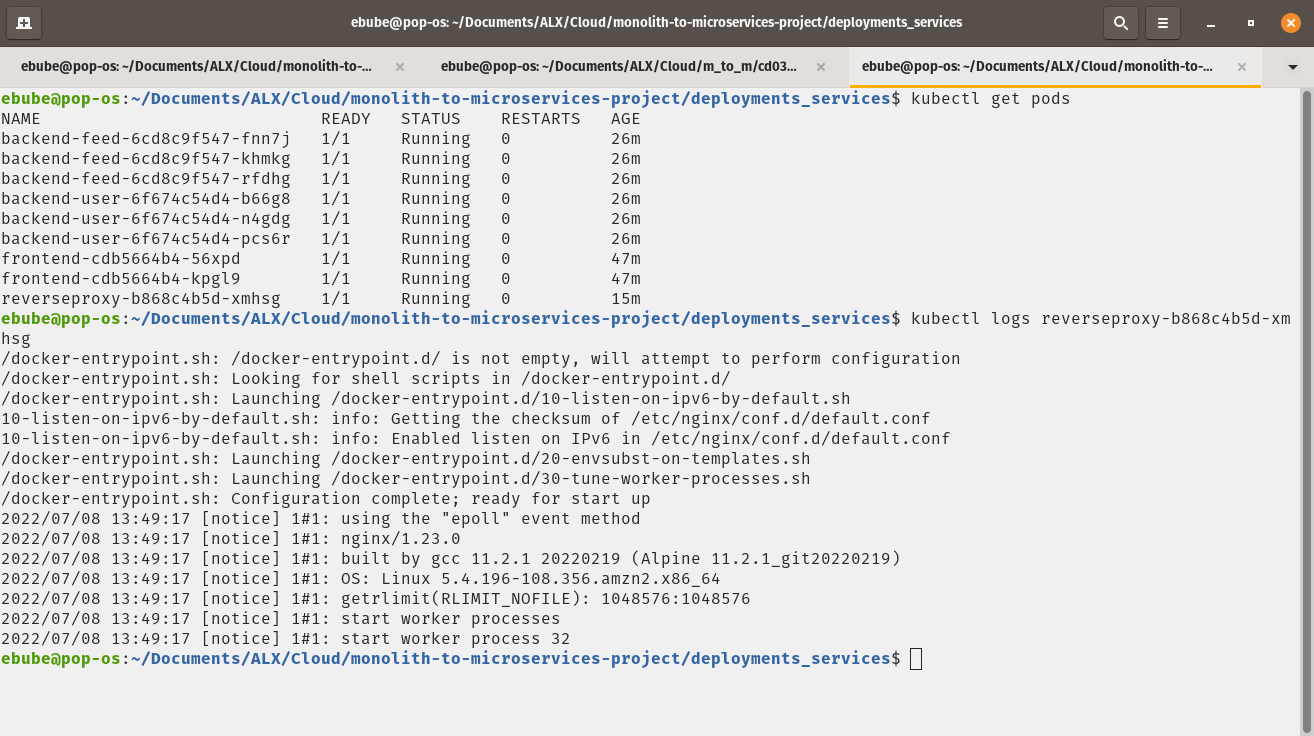 ebube@pop-os: ~/Documents/ALX/Cloud/monolith-to-microservices-project/deployments_services
ebube@pop-os: ~/Documents/ALX/Cloud/monolith-to-...
ebube@pop-os: ~/Documents/ALX/Cloud/m_to_m/cd03...
ebube@pop-os: ~/Documents/ALX/Cloud/monolith-to-...
ebube@pop-os:~/Documents/ALX/Cloud/monolith-to-microservices-project/deployments_services$ kubectl get pods
NAME                            READY   STATUS    RESTARTS   AGE
backend-feed-6cd8c9f547-fnn7j   1/1     Running   0          26m
backend-feed-6cd8c9f547-khmkg   1/1     Running   0          26m
backend-feed-6cd8c9f547-rfdhg   1/1     Running   0          26m
backend-user-6f674c54d4-b66g8   1/1     Running   0          26m
backend-user-6f674c54d4-n4gdg   1/1     Running   0          26m
backend-user-6f674c54d4-pcs6r   1/1     Running   0          26m
frontend-cdb5664b4-56xpd        1/1     Running   0          47m
frontend-cdb5664b4-kpgl9        1/1     Running   0          47m
reverseproxy-b868c4b5d-xmhsg    1/1     Running   0          15m
ebube@pop-os:~/Documents/ALX/Cloud/monolith-to-microservices-project/deployments_services$ kubectl logs reverseproxy-b868c4b5d-xm
hsg
/docker-entrypoint.sh: /docker-entrypoint.d/ is not empty, will attempt to perform configuration
/docker-entrypoint.sh: Looking for shell scripts in /docker-entrypoint.d/
/docker-entrypoint.sh: Launching /docker-entrypoint.d/10-listen-on-ipv6-by-default.sh
10-listen-on-ipv6-by-default.sh: info: Getting the checksum of /etc/nginx/conf.d/default.conf
10-listen-on-ipv6-by-default.sh: info: Enabled listen on IPv6 in /etc/nginx/conf.d/default.conf
/docker-entrypoint.sh: Launching /docker-entrypoint.d/20-envsubst-on-templates.sh
/docker-entrypoint.sh: Launching /docker-entrypoint.d/30-tune-worker-processes.sh
/docker-entrypoint.sh: Configuration complete; ready for start up
2022/07/08 13:49:17 [notice] 1#1: using the "epoll" event method
2022/07/08 13:49:17 [notice] 1#1: nginx/1.23.0
2022/07/08 13:49:17 [notice] 1#1: built by gcc 11.2.1 20220219 (Alpine 11.2.1_git20220219)
2022/07/08 13:49:17 [notice] 1#1: OS: Linux 5.4.196-108.356.amzn2.x86_64
2022/07/08 13:49:17 [notice] 1#1: getrlimit(RLIMIT_NOFILE): 1048576:1048576
2022/07/08 13:49:17 [notice] 1#1: start worker processes
2022/07/08 13:49:17 [notice] 1#1: start worker process 32
ebube@pop-os:~/Documents/ALX/Cloud/monolith-to-microservices-project/deployments_services$